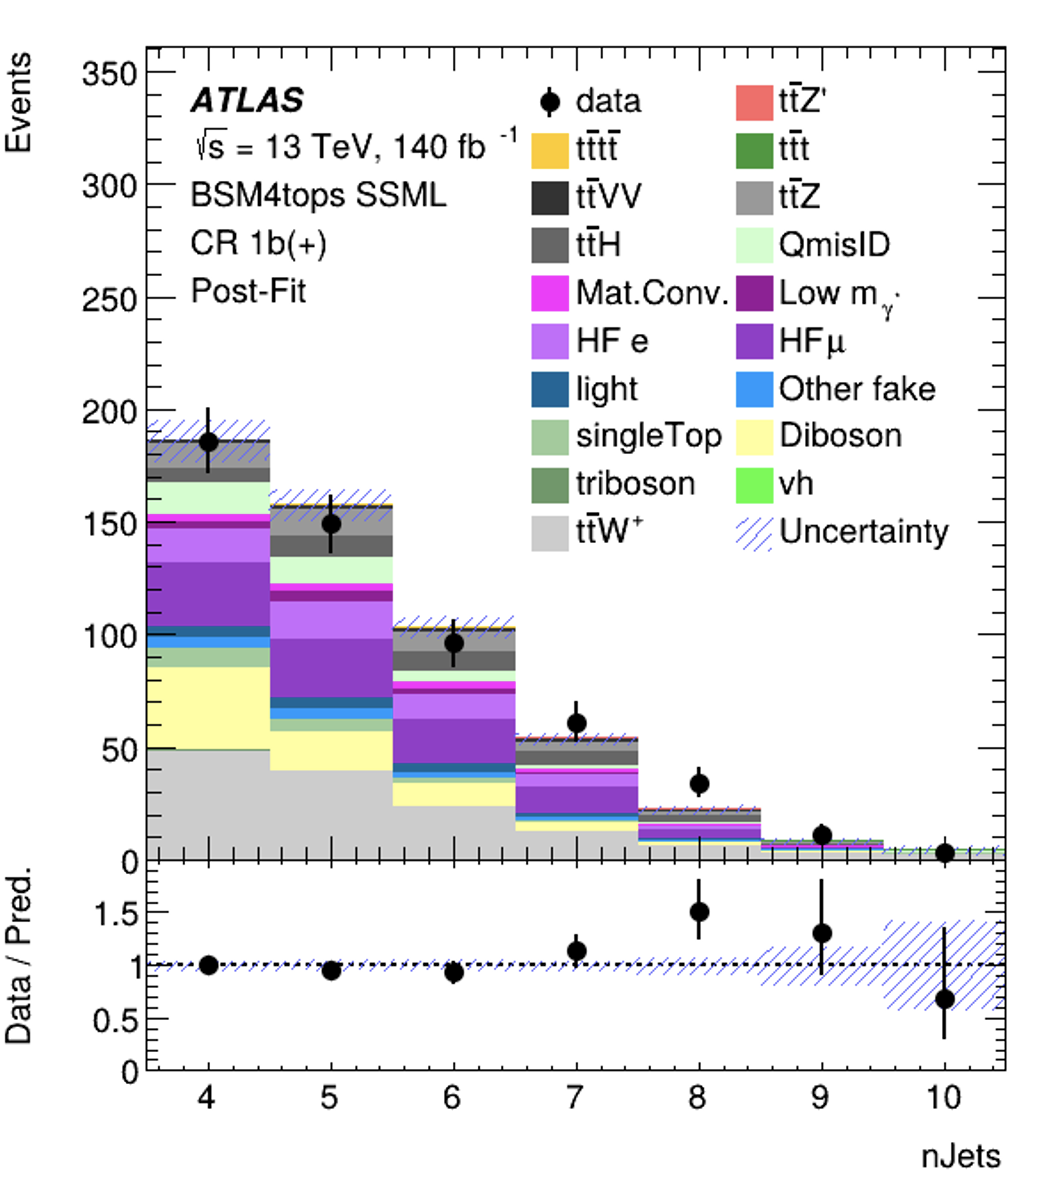 Events
350
300
250
200
150
100
50
0
ATLAS
√s = 13 TeV, 140 fb⁻¹
BSM4tops SSML
CR 1b(+)
Post-Fit
data
tt̄Z'
tt̄tt̄
tt̄t
tt̄VV
tt̄Z
tt̄H
QmisID
Mat.Conv.
Low m_γ*
HF e
HF μ
light
Other fake
singleTop
Diboson
triboson
vh
tt̄W⁺
Uncertainty
Data / Pred.
1.5
1
0.5
0
4 5 6 7 8 9 10
nJets